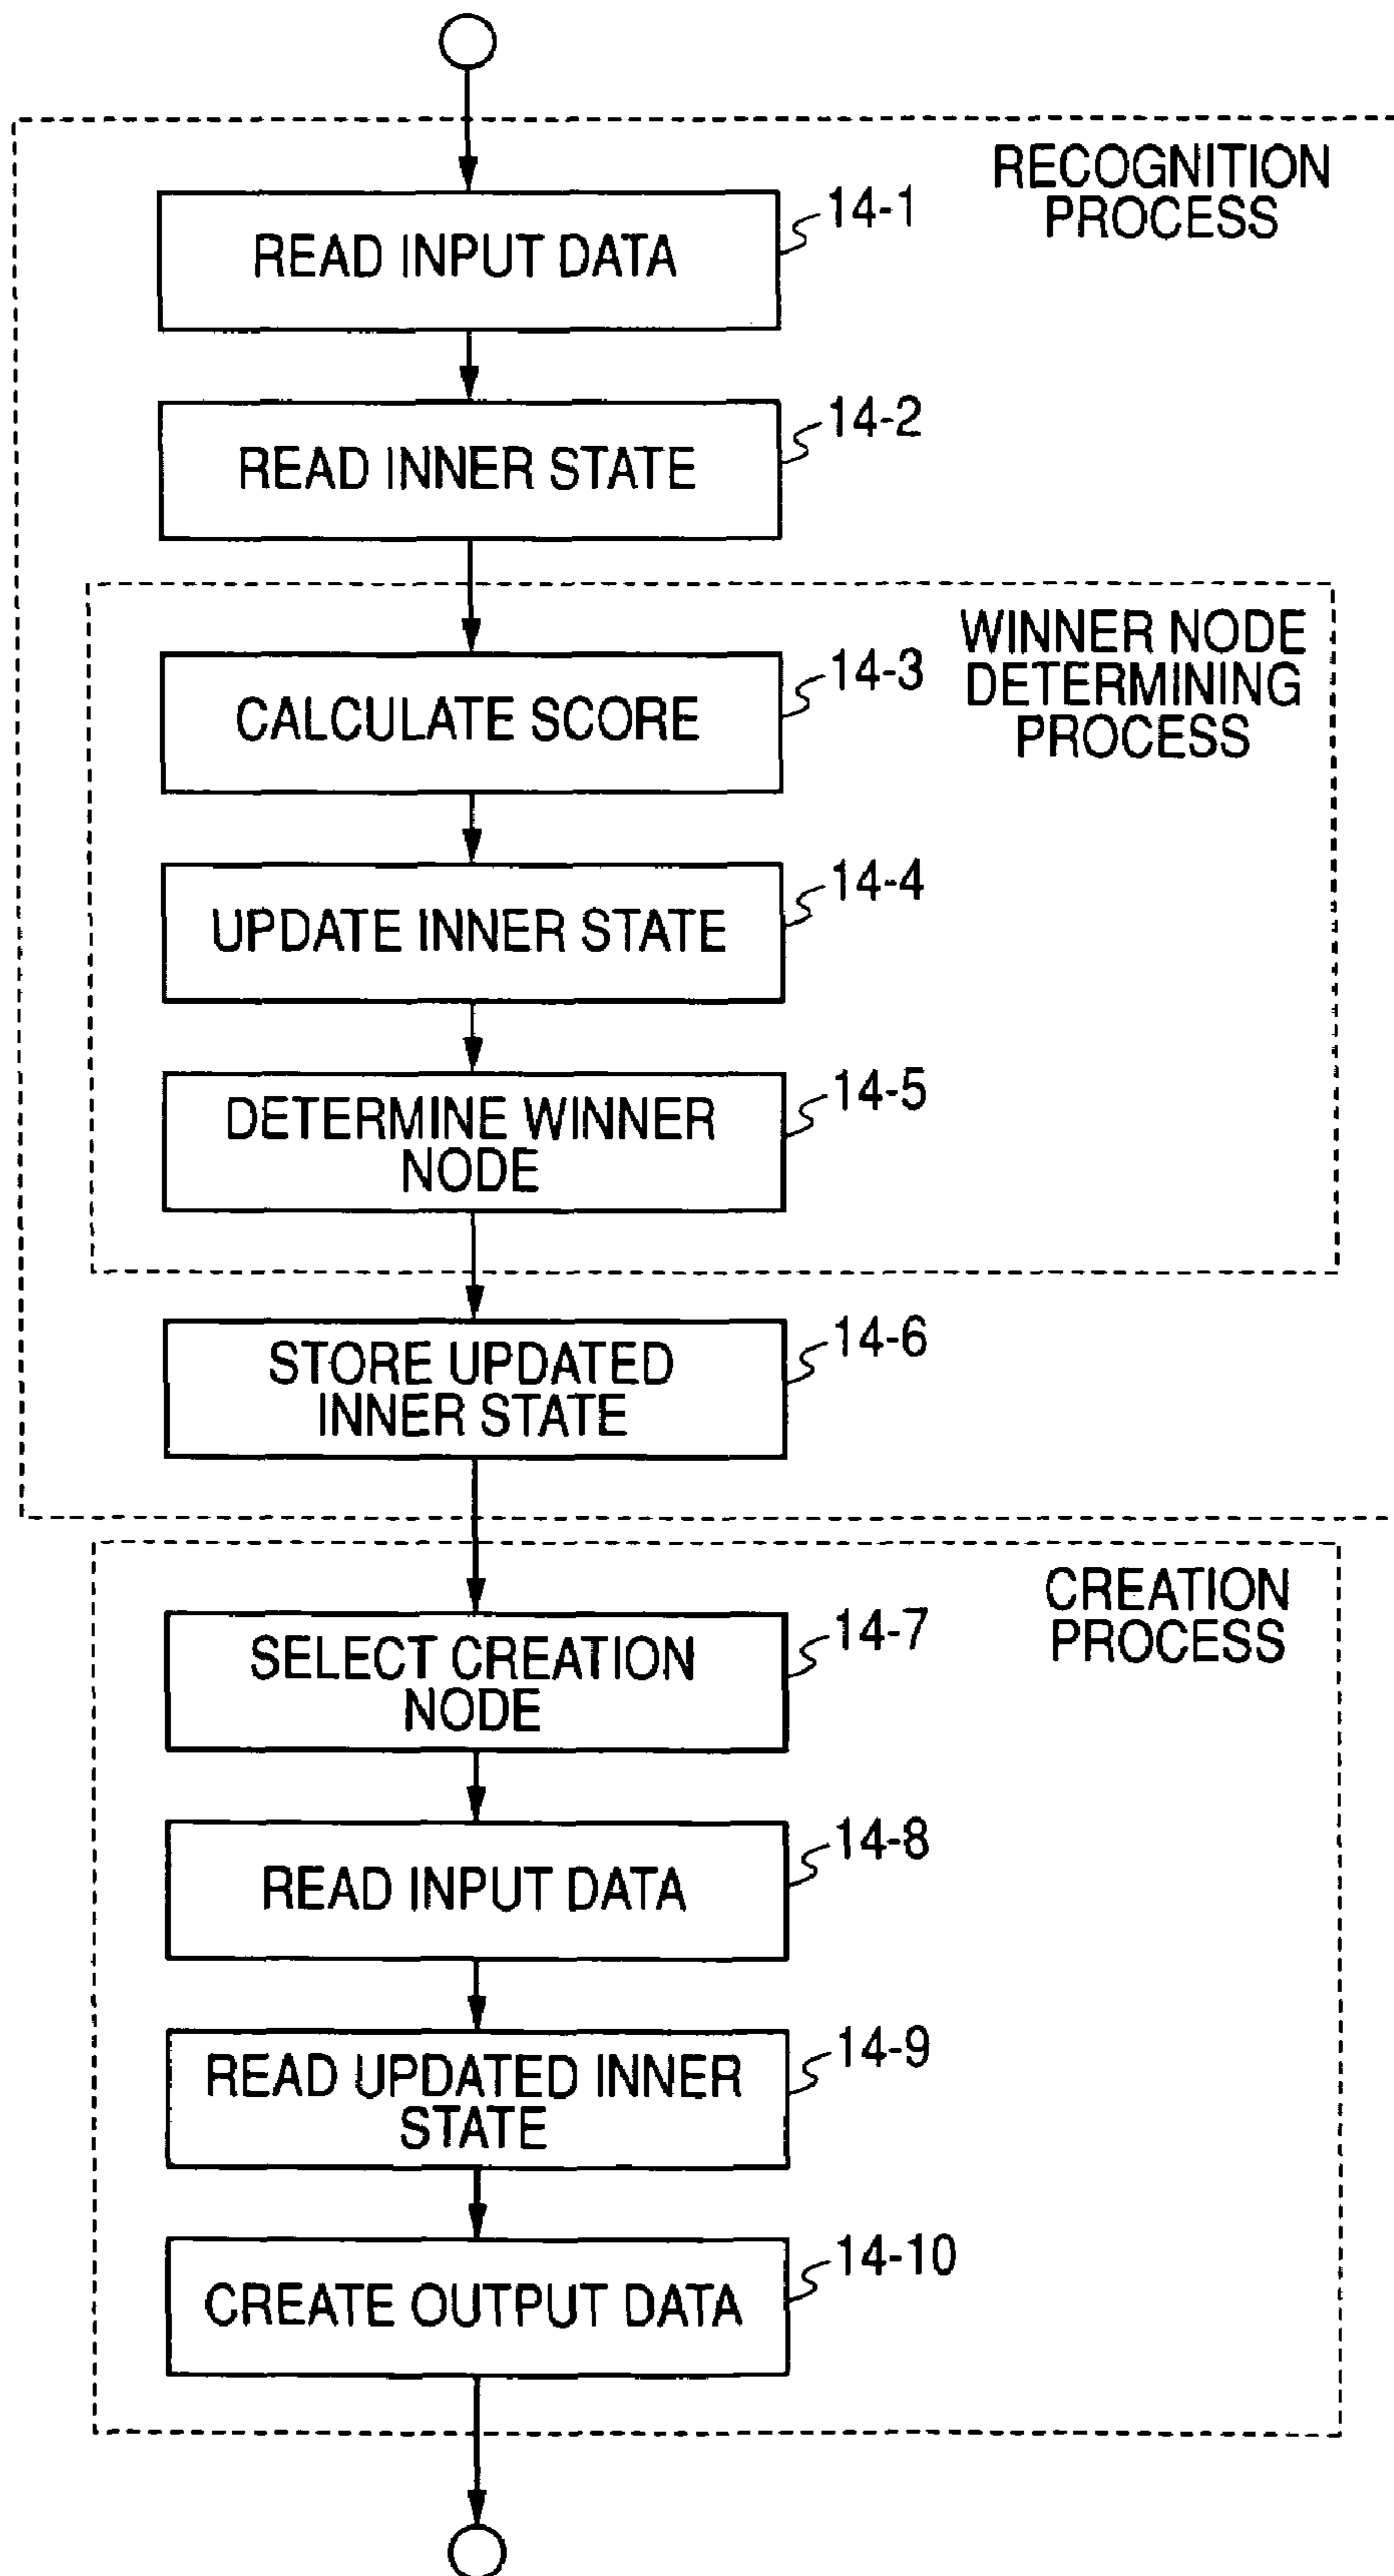 RECOGNITION
PROCESS
14-1
READ INPUT DATA
14-2
READ INNER STATE
WINNER NODE
DETERMINING
PROCESS
14-3
CALCULATE SCORE
14-4
UPDATE INNER STATE
14-5
DETERMINE WINNER
NODE
14-6
STORE UPDATED
INNER STATE
CREATION
PROCESS
14-7
SELECT CREATION
NODE
14-8
READ INPUT DATA
14-9
READ UPDATED INNER
STATE
14-10
CREATE OUTPUT DATA